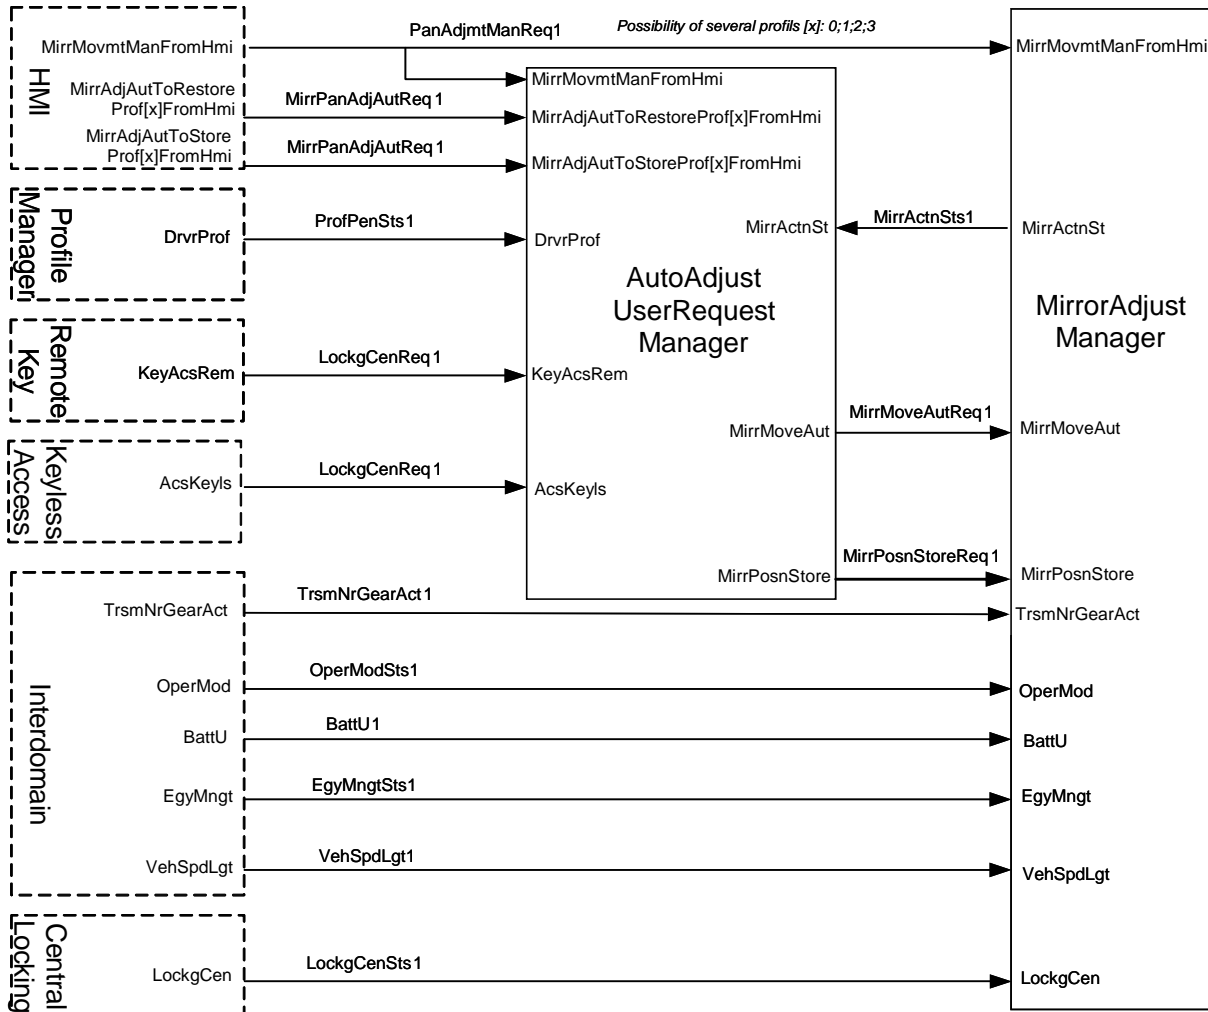 PanAdjmtManReq1
Possibility of several profils [x]: 0;1;2;3
HMI
MirrMovmtManFromHmi
MirrMovmtManFromHmi
MirrMovmtManFromHmi
MirrAdjAutToRestore
Prof[x]FromHmi
MirrPanAdjAutReq1
MirrAdjAutToRestoreProf[x]FromHmi
MirrAdjAutToStore
Prof[x]FromHmi
MirrPanAdjAutReq1
MirrAdjAutToStoreProf[x]FromHmi
Profile
Manager
DrvrProf
ProfPenSts1
DrvrProf
MirrActnSt
MirrActnSts1
MirrActnSt
AutoAdjust
UserRequest
Manager
MirrorAdjust
Manager
Remote
Key
KeyAcsRem
LockgCenReq1
KeyAcsRem
MirrMoveAut
MirrMoveAutReq1
MirrMoveAut
Keyless
Access
AcsKeyls
LockgCenReq1
AcsKeyls
MirrPosnStore
MirrPosnStoreReq1
MirrPosnStore
Interdomain
TrsmNrGearAct
TrsmNrGearAct1
TrsmNrGearAct
OperMod
OperModSts1
OperMod
BattU
BattU1
BattU
EgyMngt
EgyMngtSts1
EgyMngt
VehSpdLgt
VehSpdLgt1
VehSpdLgt
Central
Locking
LockgCen
LockgCenSts1
LockgCen